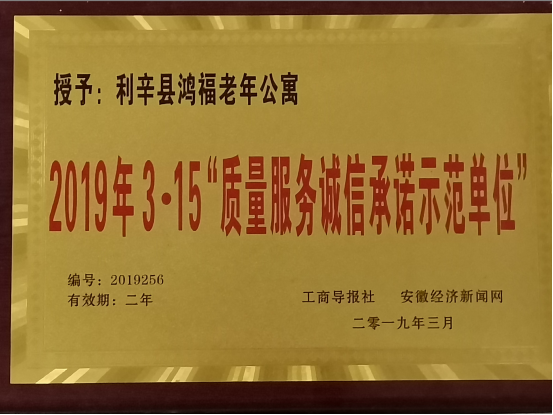 授予：利辛县鸿福老年公寓
2019年3·15“质量服务诚信承诺示范单位”
编号：2019256
有效期：二年
工商导报社 安徽经济新闻网
二零一九年三月